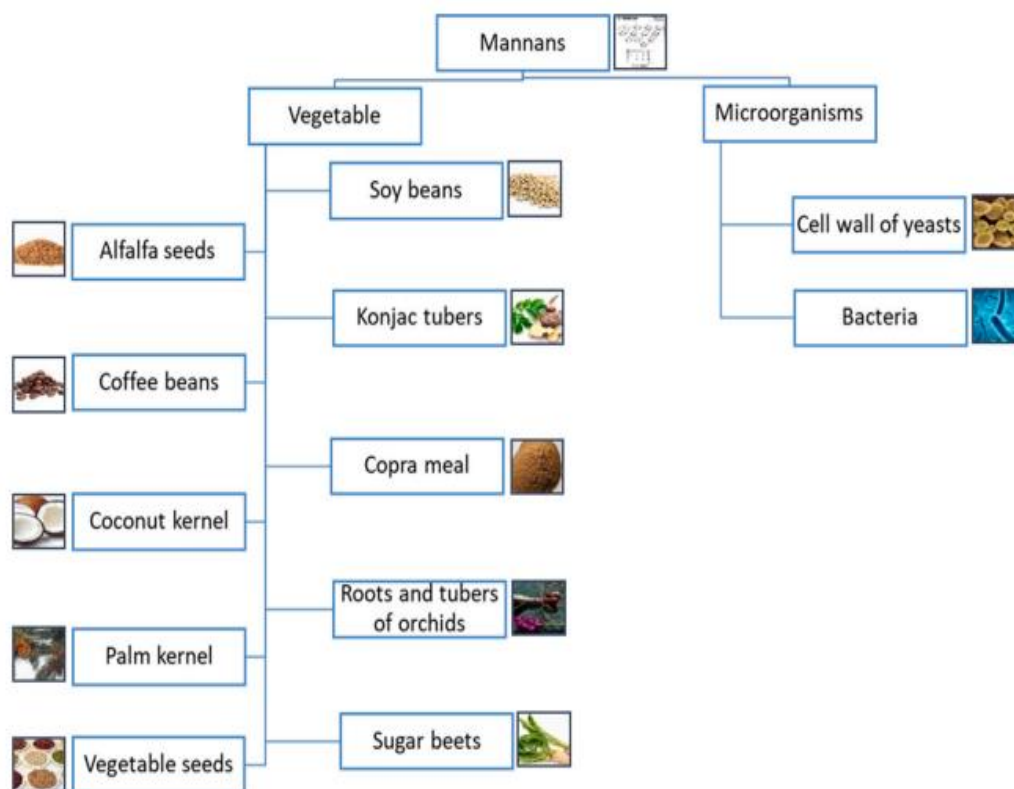 Mannans
Vegetable
Microorganisms
Soy beans
Cell wall of yeasts
Alfalfa seeds
Konjac tubers
Bacteria
Coffee beans
Copra meal
Coconut kernel
Roots and tubers
of orchids
Palm kernel
Sugar beets
Vegetable seeds